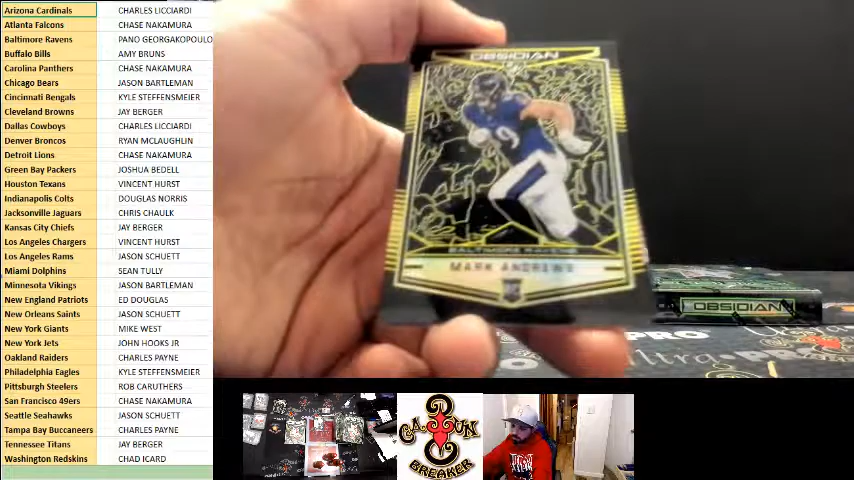 Arizona Cardinals CHARLES LICCIARDI
Atlanta Falcons CHASE NAKAMURA
Baltimore Ravens PANO GEORGAKOPOULO
Buffalo Bills AMY BRUNS
Carolina Panthers CHASE NAKAMURA
Chicago Bears JASON BARTLEMAN
Cincinnati Bengals KYLE STEFFENSMEIER
Cleveland Browns JAY BERGER
Dallas Cowboys CHARLES LICCIARDI
Denver Broncos RYAN MCLAUGHLIN
Detroit Lions CHASE NAKAMURA
Green Bay Packers JOSHUA BEDELL
Houston Texans VINCENT HURST
Indianapolis Colts DOUGLAS NORRIS
Jacksonville Jaguars CHRIS CHAULK
Kansas City Chiefs JAY BERGER
Los Angeles Chargers VINCENT HURST
Los Angeles Rams JASON SCHUETT
Miami Dolphins SEAN TULLY
Minnesota Vikings JASON BARTLEMAN
New England Patriots ED DOUGLAS
New Orleans Saints JASON SCHUETT
New York Giants MIKE WEST
New York Jets JOHN HOOKS JR
Oakland Raiders CHARLES PAYNE
Philadelphia Eagles KYLE STEFFENSMEIER
Pittsburgh Steelers ROB CARUTHERS
San Francisco 49ers CHASE NAKAMURA
Seattle Seahawks JASON SCHUETT
Tampa Bay Buccaneers CHARLES PAYNE
Tennessee Titans JAY BERGER
Washington Redskins CHAD ICARD
OBSIDIAN
BALTIMORE RAVENS
MARK ANDREWS
OBSIDIAN
PRO
Ultra PRO
BREAKER